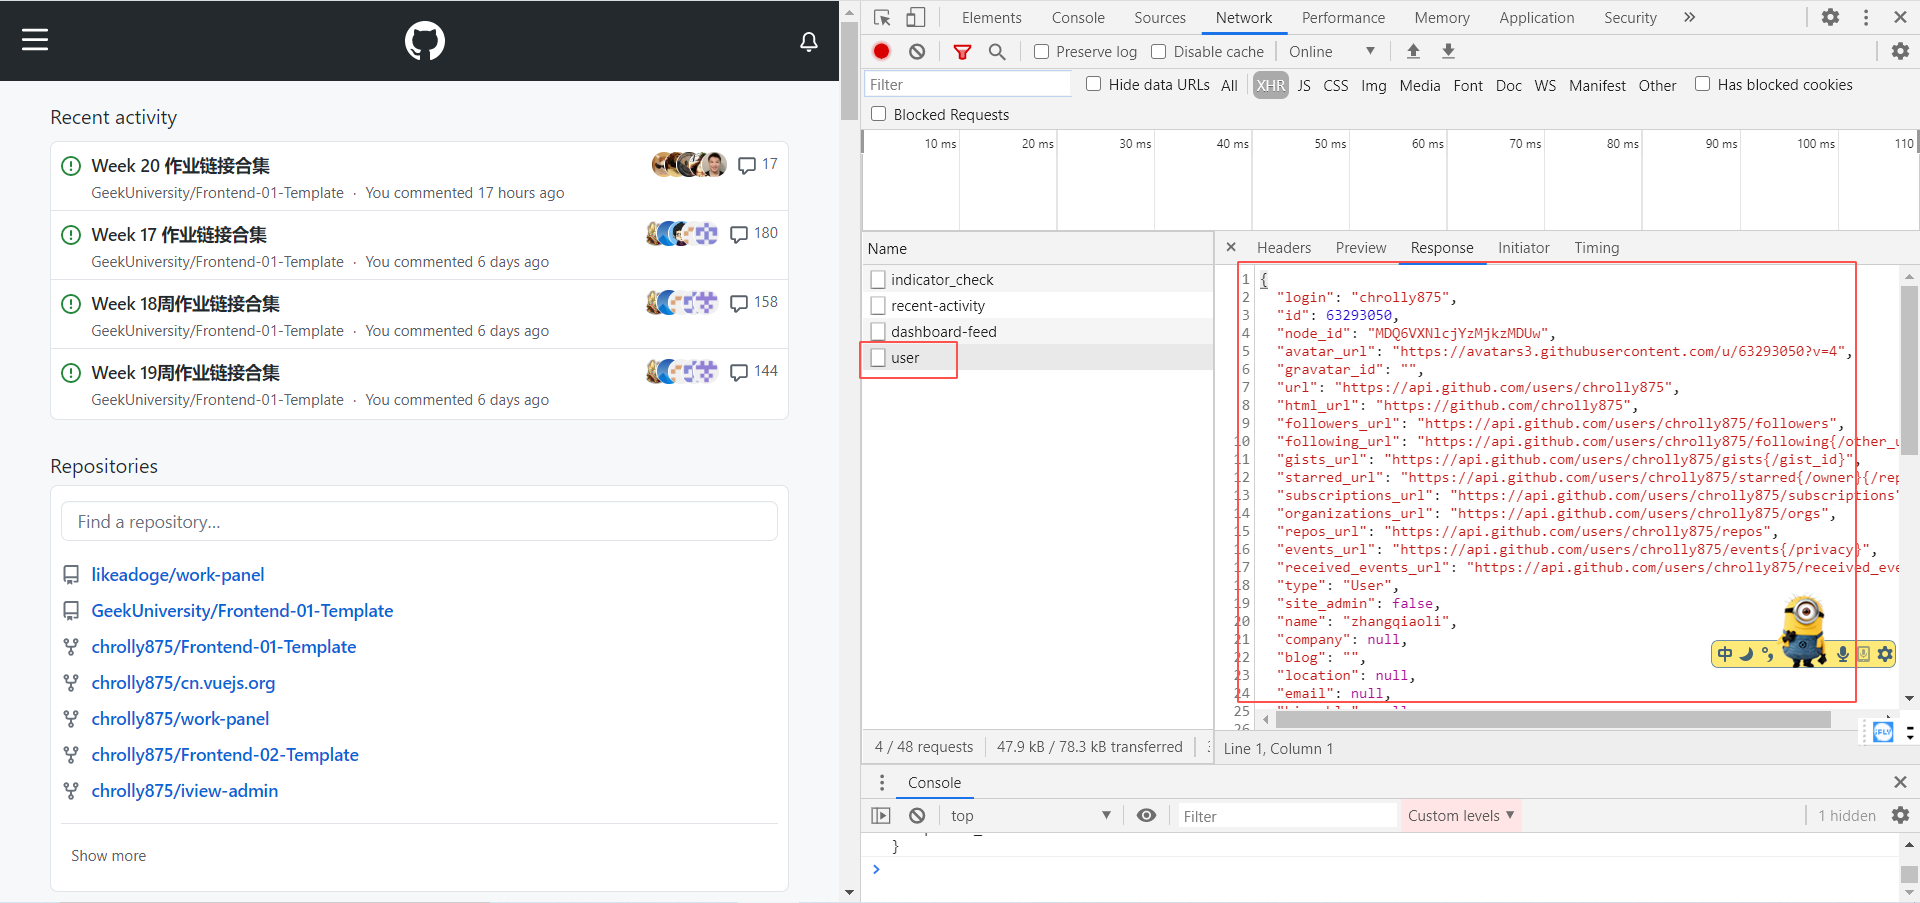 Recent activity
Week 20 作业链接合集
17
GeekUniversity/Frontend-01-Template · You commented 17 hours ago
Week 17 作业链接合集
180
GeekUniversity/Frontend-01-Template · You commented 6 days ago
Week 18周作业链接合集
158
GeekUniversity/Frontend-01-Template · You commented 6 days ago
Week 19周作业链接合集
144
GeekUniversity/Frontend-01-Template · You commented 6 days ago
Repositories
Find a repository…
likeadoge/work-panel
GeekUniversity/Frontend-01-Template
chrolly875/Frontend-01-Template
chrolly875/cn.vuejs.org
chrolly875/work-panel
chrolly875/Frontend-02-Template
chrolly875/iview-admin
Show more
Elements Console Sources Network Performance Memory Application Security »
Preserve log Disable cache Online
Filter Hide data URLs All XHR JS CSS Img Media Font Doc WS Manifest Other Has blocked cookies
Blocked Requests
10 ms 20 ms 30 ms 40 ms 50 ms 60 ms 70 ms 80 ms 90 ms 100 ms 110
Name
indicator_check
recent-activity
dashboard-feed
user
4 / 48 requests 47.9 kB / 78.3 kB transferred
Headers Preview Response Initiator Timing
1 {
2 "login": "chrolly875",
3 "id": 63293050,
4 "node_id": "MDQ6VXNlcjYzMjkzMDUw",
5 "avatar_url": "https://avatars3.githubusercontent.com/u/63293050?v=4",
6 "gravatar_id": "",
7 "url": "https://api.github.com/users/chrolly875",
8 "html_url": "https://github.com/chrolly875",
9 "followers_url": "https://api.github.com/users/chrolly875/followers",
10 "following_url": "https://api.github.com/users/chrolly875/following{/other_u
11 "gists_url": "https://api.github.com/users/chrolly875/gists{/gist_id}",
12 "starred_url": "https://api.github.com/users/chrolly875/starred{/owner}{/rep
13 "subscriptions_url": "https://api.github.com/users/chrolly875/subscriptions"
14 "organizations_url": "https://api.github.com/users/chrolly875/orgs",
15 "repos_url": "https://api.github.com/users/chrolly875/repos",
16 "events_url": "https://api.github.com/users/chrolly875/events{/privacy}",
17 "received_events_url": "https://api.github.com/users/chrolly875/received_eve
18 "type": "User",
19 "site_admin": false,
20 "name": "zhangqiaoli",
21 "company": null,
22 "blog": "",
23 "location": null,
24 "email": null,
25
26
中
iFLY
Line 1, Column 1
Console
top Filter Custom levels 1 hidden
}